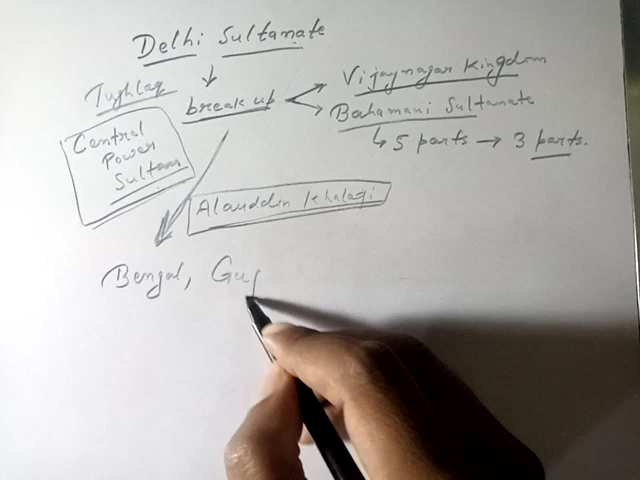 Delhi Sultanate
Tughlaq
break up
Vijaynagar Kingdom
Bahamani Sultanate
5 parts → 3 parts.
Central
Power
Sultan
Alauddin Khalagi
Bengal, Guj